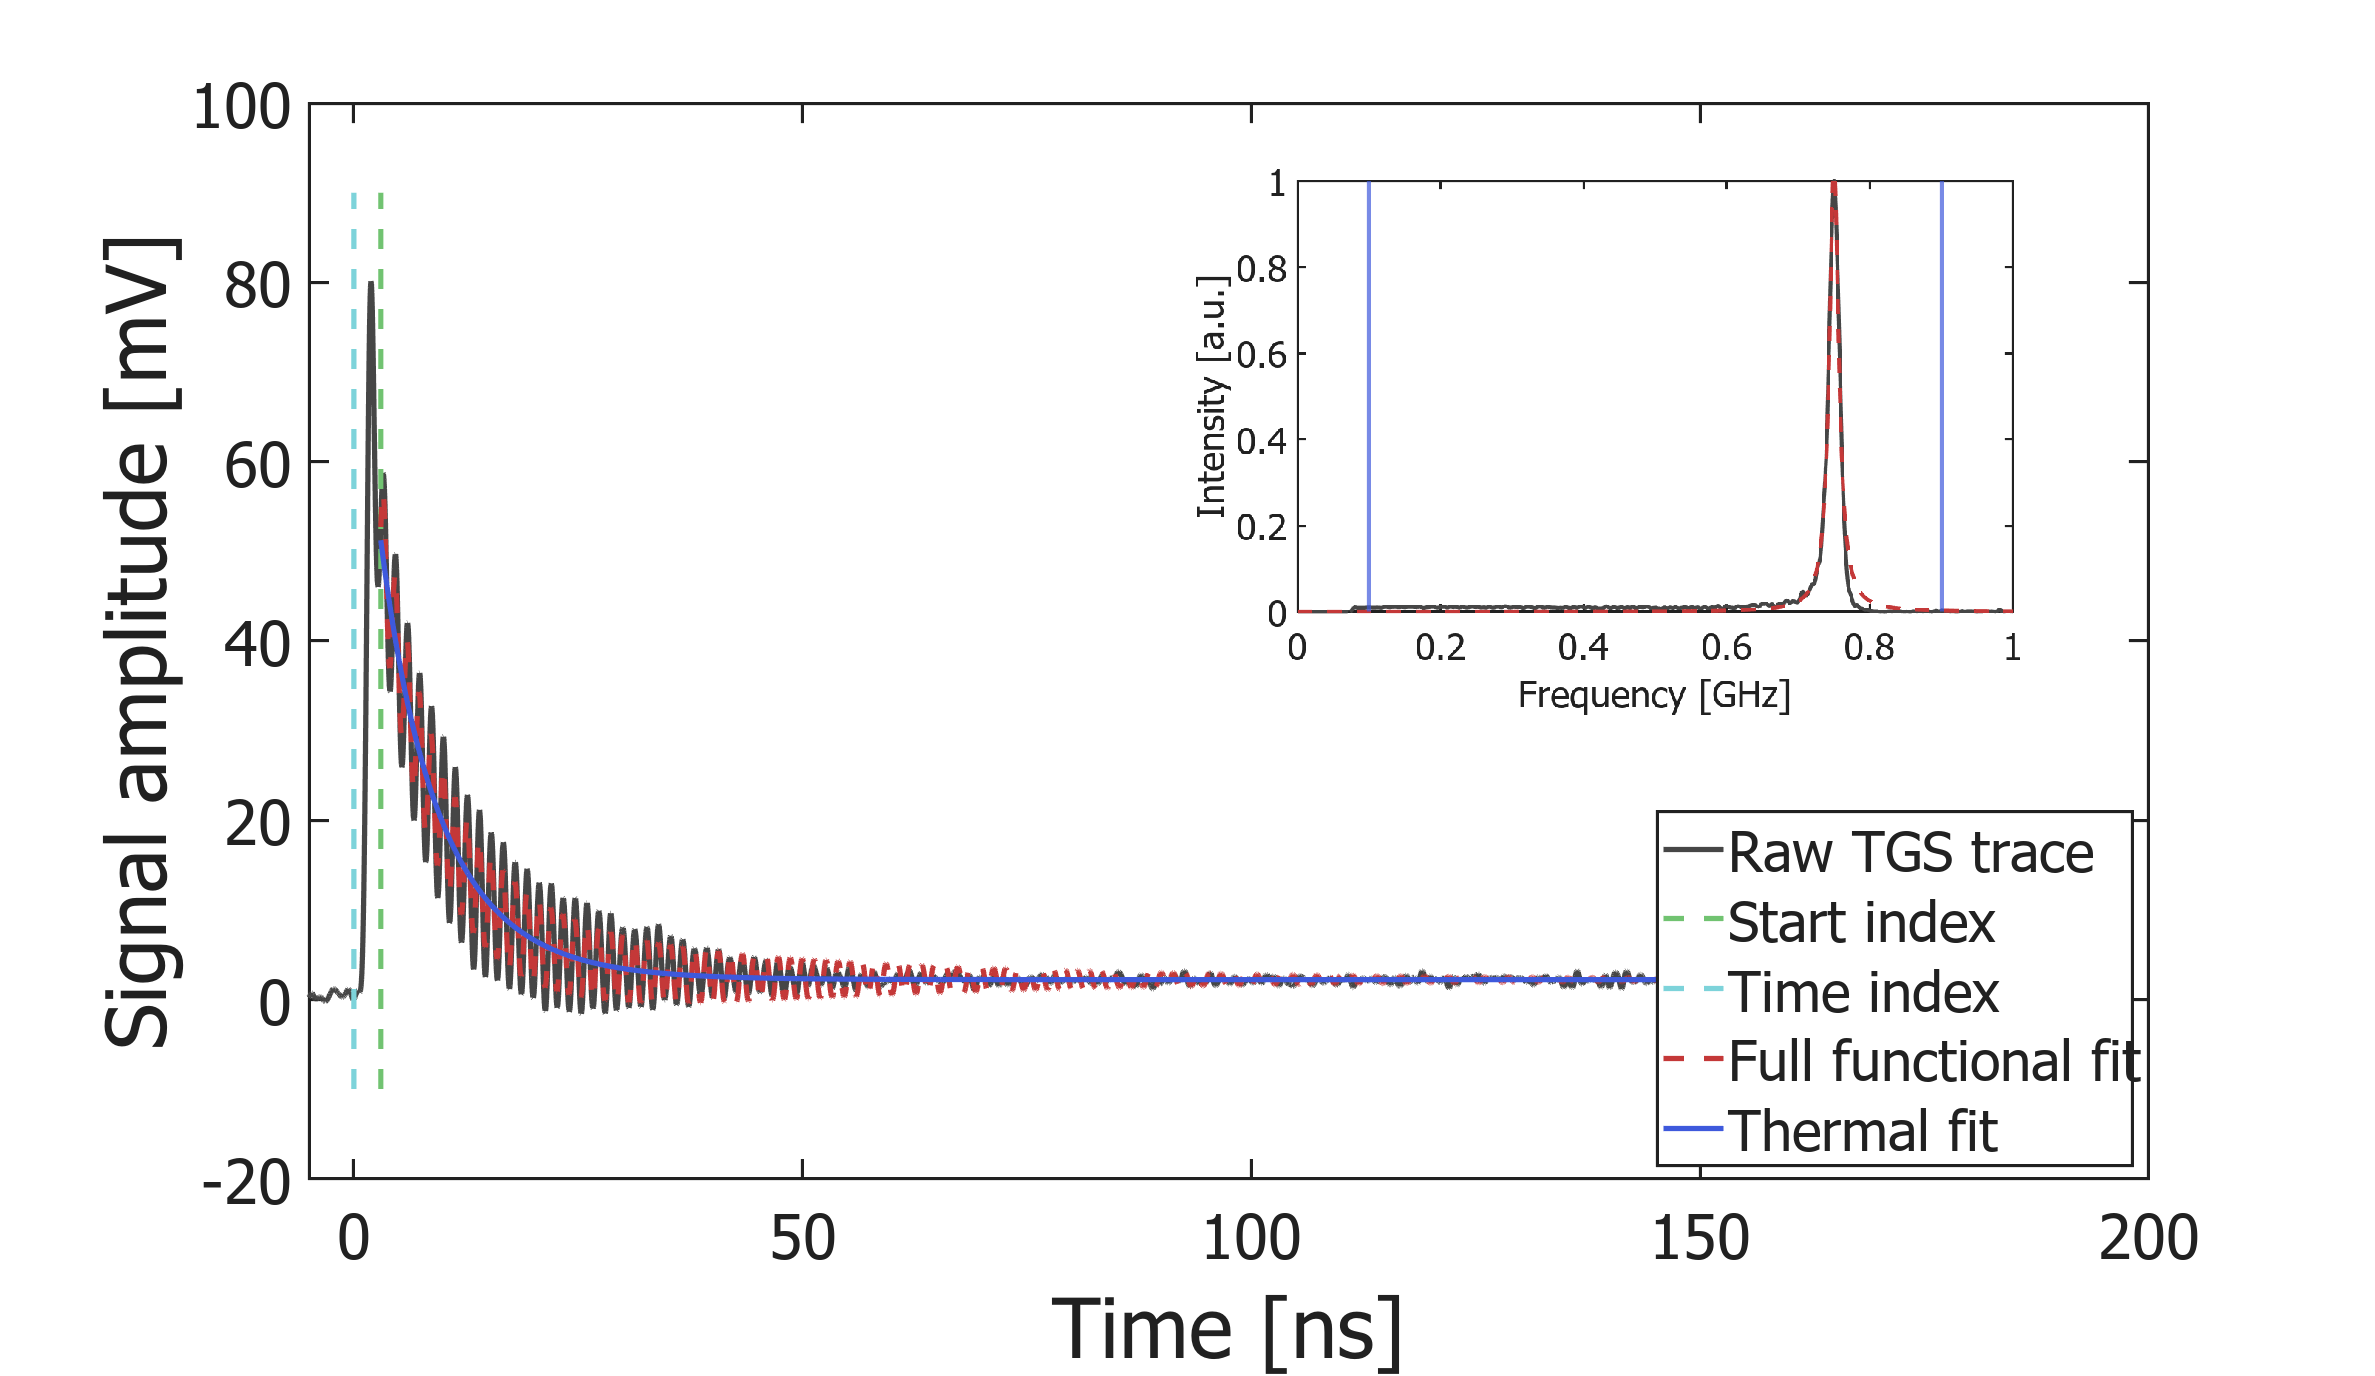 100
80
60
40
20
0
-20
Signal amplitude [mV]
0
50
100
150
200
Time [ns]
1
0.8
0.6
0.4
0.2
0
Intensity [a.u.]
0
0.2
0.4
0.6
0.8
1
Frequency [GHz]
Raw TGS trace
Start index
Time index
Full functional fit
Thermal fit